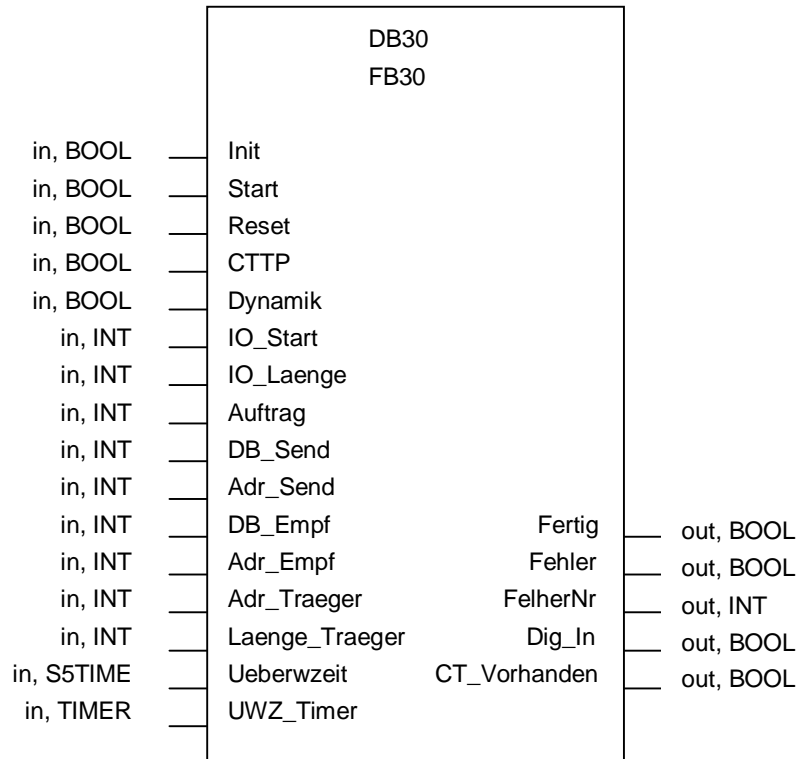 DB30
FB30
in, BOOL Init
in, BOOL Start
in, BOOL Reset
in, BOOL CTTP
in, BOOL Dynamik
in, INT IO_Start
in, INT IO_Laenge
in, INT Auftrag
in, INT DB_Send
in, INT Adr_Send
in, INT DB_Empf Fertig out, BOOL
in, INT Adr_Empf Fehler out, BOOL
in, INT Adr_Traeger FelherNr out, INT
in, INT Laenge_Traeger Dig_In out, BOOL
in, S5TIME Ueberwzeit CT_Vorhanden out, BOOL
in, TIMER UWZ_Timer